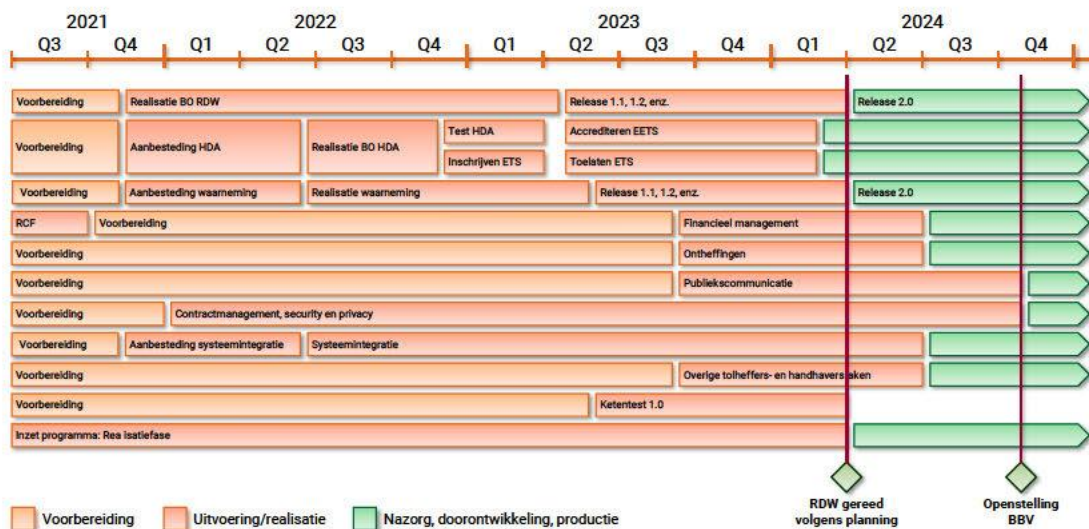 2021 2022 2023 2024
Q3 Q4 Q1 Q2 Q3 Q4 Q1 Q2 Q3 Q4 Q1 Q2 Q3 Q4
Voorbereiding Realisatie BO RDW Release 1.1, 1.2, enz. Release 2.0
Voorbereiding Aanbesteding HDA Realisatie BO HDA
Test HDA Accrediteren EETS
Inschrijven ETS Toelaten ETS
Voorbereiding Aanbesteding waarneming Realisatie waarneming Release 1.1, 1.2, enz. Release 2.0
RCF Voorbereiding Financieel management
Voorbereiding Ontheffingen
Voorbereiding Publiekscommunicatie
Voorbereiding Contractmanagement, security en privacy
Voorbereiding Aanbesteding systeemintegratie Systeemintegratie
Voorbereiding Overige tolheffers- en handhaverstaken
Voorbereiding Ketentest 1.0
Inzet programma: Rea isatiefase
RDW gereed
volgens planning
Openstelling
BBV
Voorbereiding Uitvoering/realisatie Nazorg, doorontwikkeling, productie